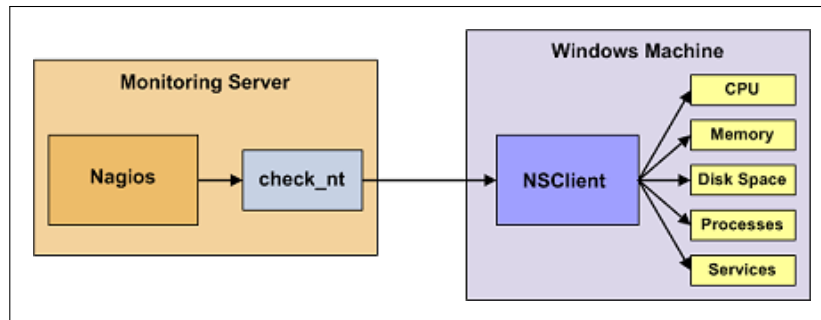 Monitoring Server
Nagios
check_nt
Windows Machine
NSClient
CPU
Memory
Disk Space
Processes
Services